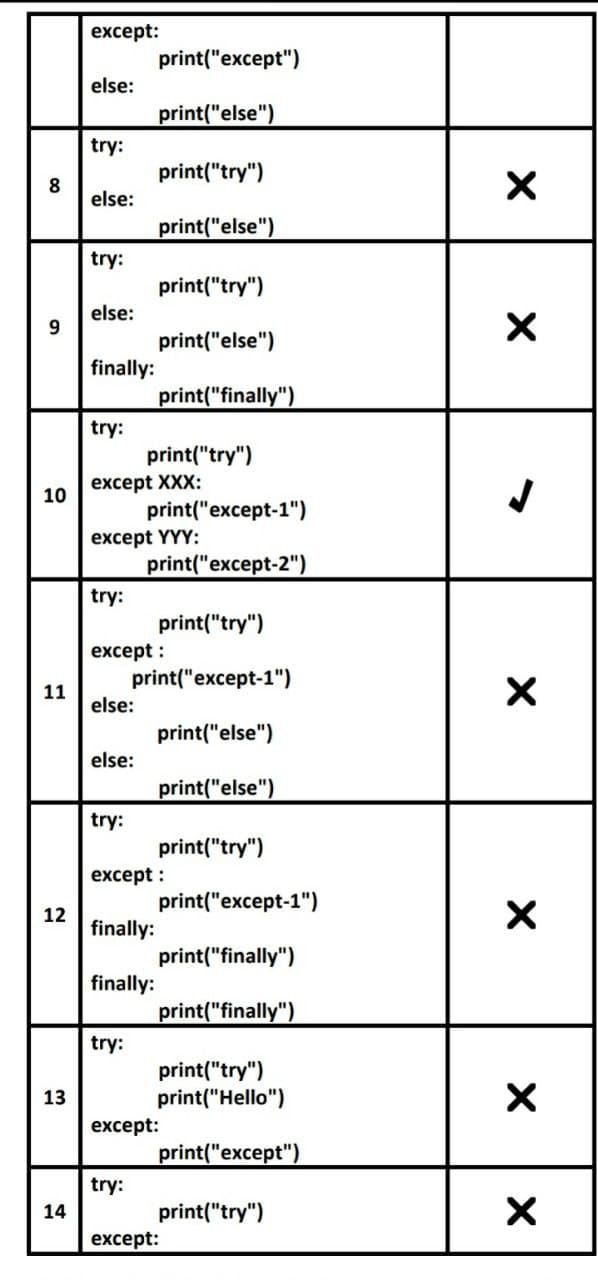 except:
print("except")
else:
print("else")
8
try:
print("try")
else:
print("else")
9
try:
print("try")
else:
print("else")
finally:
print("finally")
10
try:
print("try")
except XXX:
print("except-1")
except YYY:
print("except-2")
11
try:
print("try")
except :
print("except-1")
else:
print("else")
else:
print("else")
12
try:
print("try")
except :
print("except-1")
finally:
print("finally")
finally:
print("finally")
13
try:
print("try")
print("Hello")
except:
print("except")
14
try:
print("try")
except: